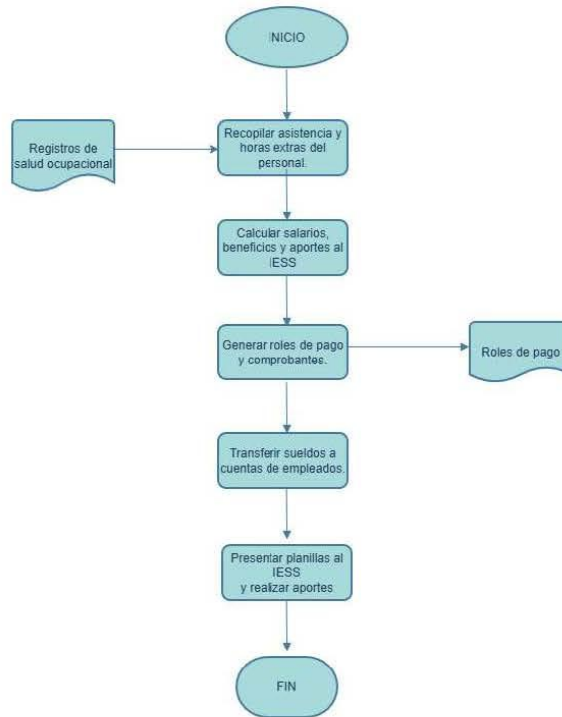 INICIO
Registros de
salud ocupacional
Recopilar asistencia y
horas extras del
personal.
Calcular salarios,
beneficios y aportes al
IESS
Generar roles de pago
y comprobantes.
Roles de pago
Transferir sueldos a
cuentas de empleados.
Presentar planillas al
IESS
y realizar aportes
FIN